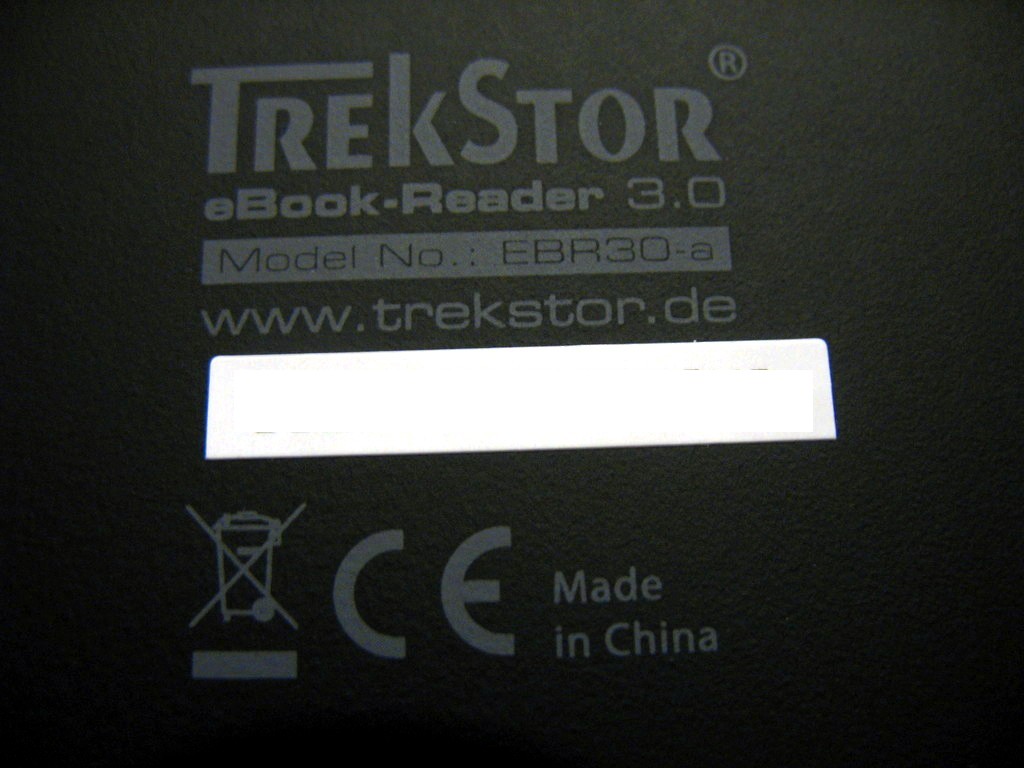 TREKSTOR®
eBook-Reader 3.0
Model No.: EBR30-a
www.trekstor.de
CE
Made
in China